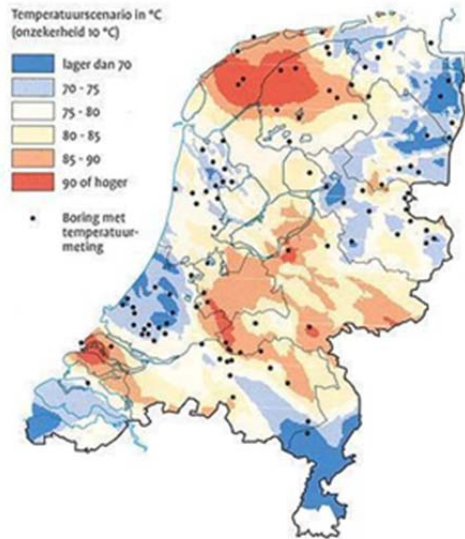 Temperatuurscenario in °C
(onzekerheid 10 °C)
lager dan 70
70 - 75
75 - 80
80 - 85
85 - 90
90 of hoger
Boring met
temperatuur-
meting